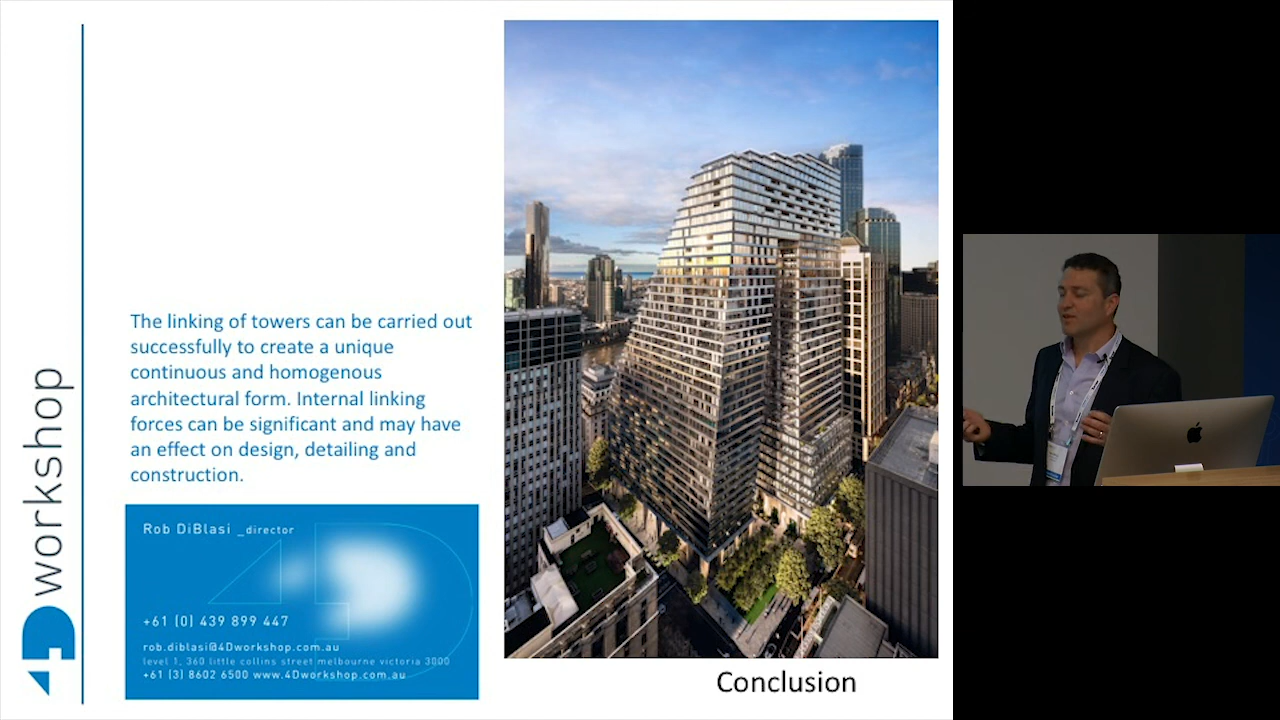 4D workshop
The linking of towers can be carried out
successfully to create a unique
continuous and homogenous
architectural form. Internal linking
forces can be significant and may have
an effect on design, detailing and
construction.
Rob DiBlasi _director
+61 (0) 439 899 447
rob.diblasi@4Dworkshop.com.au
level 1, 360 little collins street melbourne victoria 3000
+61 (3) 8602 6500 www.4Dworkshop.com.au
4D
Conclusion